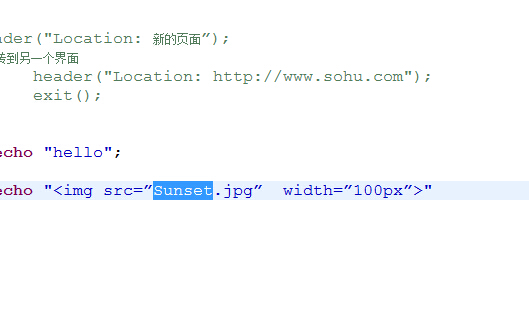 ader("Location: 新的页面”);
转到另一个界面
header("Location: http://www.sohu.com");
exit();
echo "hello";
echo "<img src=”Sunset.jpg”  width=”100px”>"